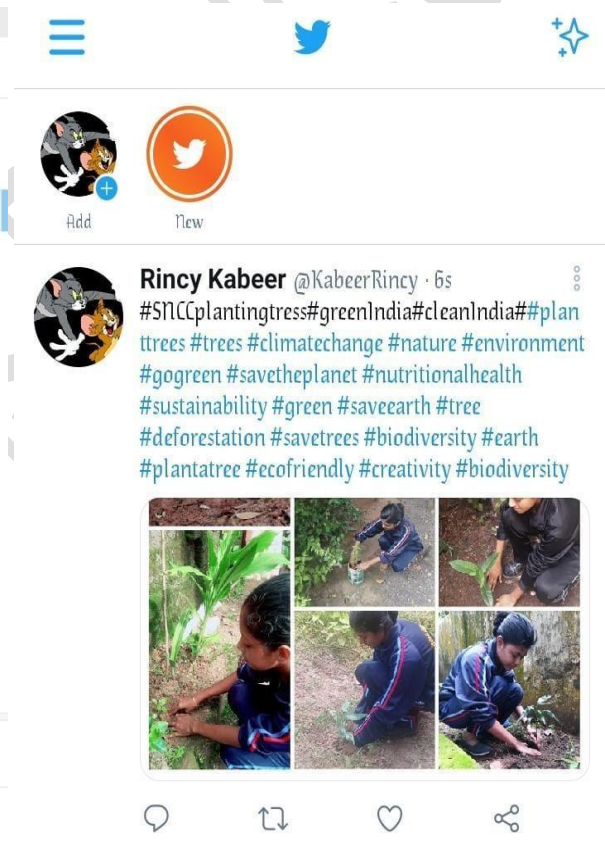 Add
New
Rincy Kabeer @KabeerRincy · 6s
#SNCCplantingtress#greenIndia#cleanIndia##plan
ttrees #trees #climatechange #nature #environment
#gogreen #savetheplanet #nutritionalhealth
#sustainability #green #saveearth #tree
#deforestation #savetrees #biodiversity #earth
#plantatree #ecofriendly #creativity #biodiversity